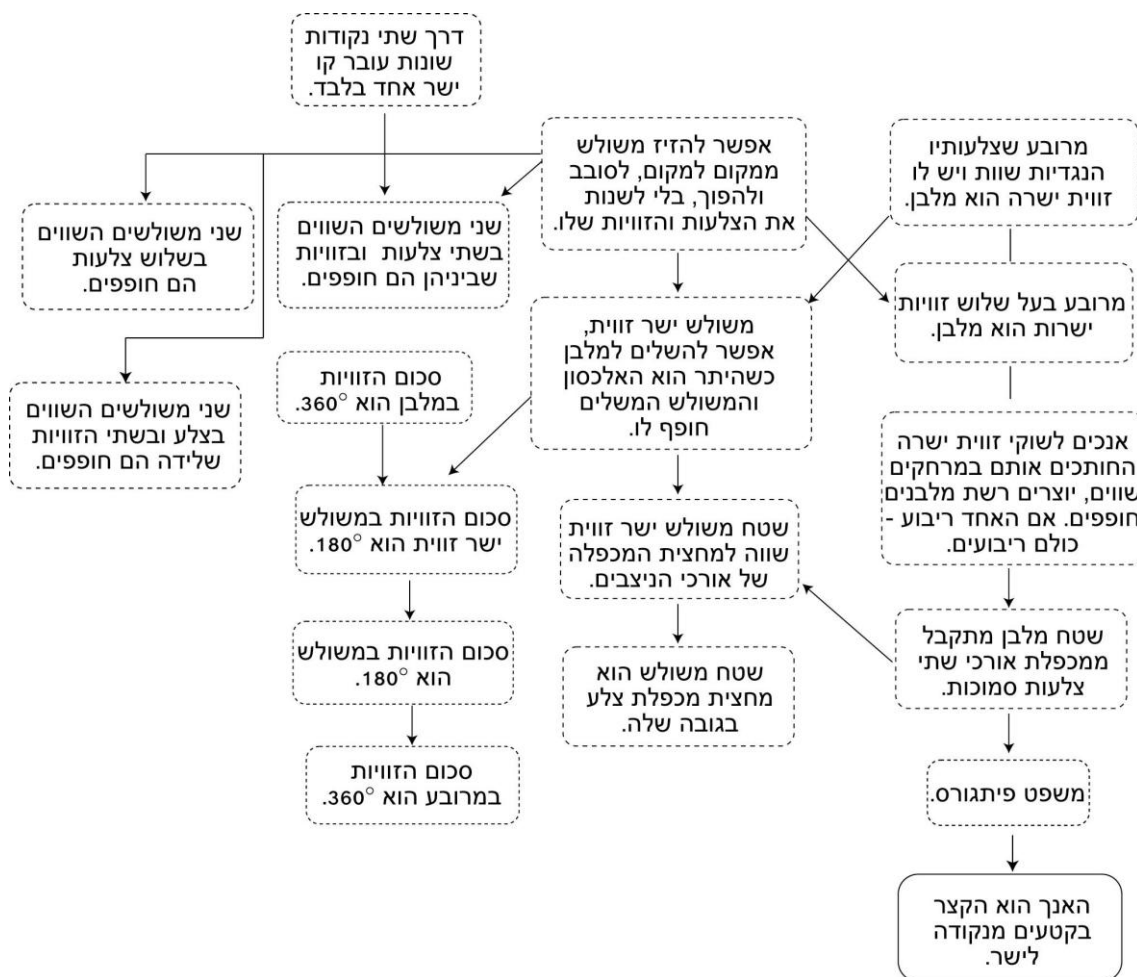 דרך שתי נקודות
שונות עובר קו
ישר אחד בלבד.
מרובע שצלעותיו
הנגדיות שוות ויש לו
זווית ישרה הוא מלבן.
אפשר להזיז משולש
ממקום למקום, לסובב
ולהפוך, בלי לשנות
את הצלעות והזוויות שלו.
שני משולשים השווים
בשתי צלעות ובזוויות
שביניהן הם חופפים.
שני משולשים השווים
בשלוש צלעות
הם חופפים.
מרובע בעל שלוש זוויות
ישרות הוא מלבן.
משולש ישר זווית,
אפשר להשלים למלבן
כשהיתר הוא האלכסון
והמשולש המשלים
חופף לו.
סכום הזוויות
במלבן הוא 360°.
שני משולשים השווים
בצלע ובשתי הזוויות
שלידה הם חופפים.
אנכים לשוקי זווית ישרה
החותכים אותם במרחקים
שווים, יוצרים רשת מלבנים
חופפים. אם האחד ריבוע -
כולם ריבועים.
שטח משולש ישר זווית
שווה למחצית המכפלה
של אורכי הניצבים.
סכום הזוויות במשולש
ישר זווית הוא 180°.
שטח מלבן מתקבל
ממכפלת אורכי שתי
צלעות סמוכות.
שטח משולש הוא
מחצית מכפלת צלע
בגובה שלה.
סכום הזוויות במשולש
הוא 180°.
משפט פיתגורס.
סכום הזוויות
במרובע הוא 360°.
האנך הוא הקצר
בקטעים מנקודה
לישר.